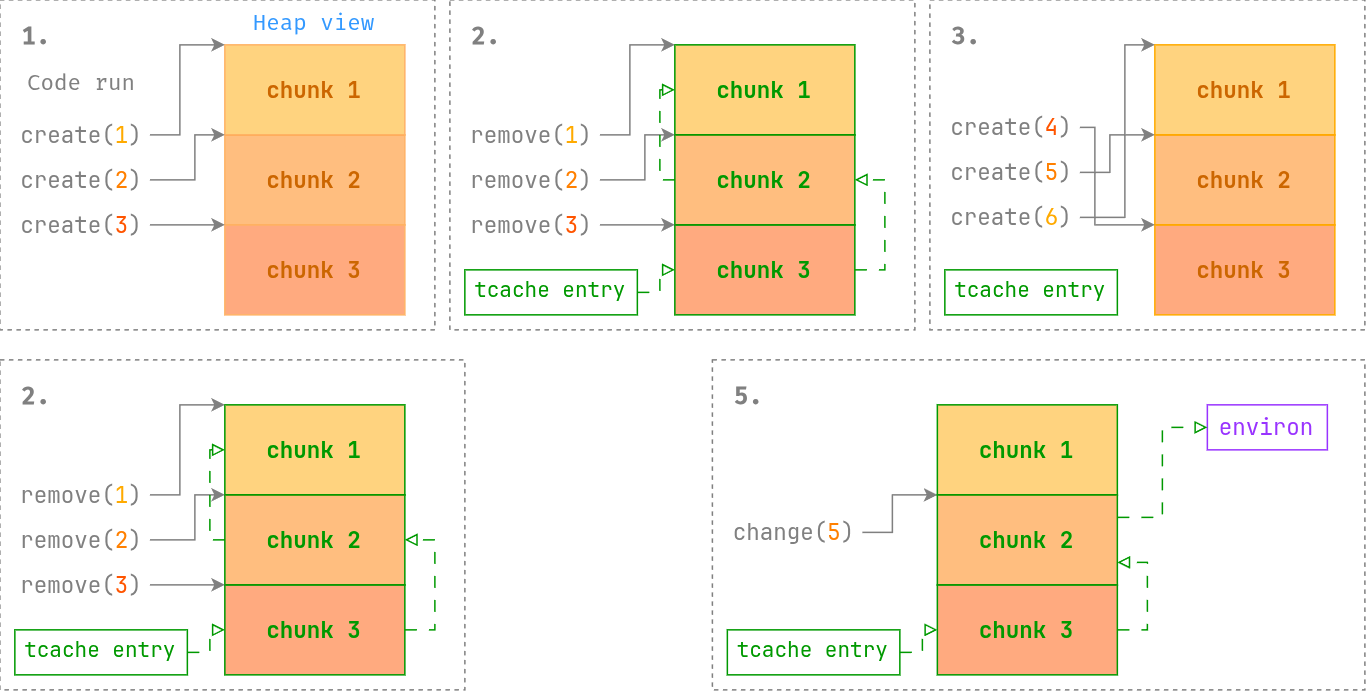 1.
Heap view
Code run
create(1)
create(2)
create(3)
chunk 1
chunk 2
chunk 3
2.
remove(1)
remove(2)
remove(3)
tcache entry
chunk 1
chunk 2
chunk 3
3.
create(4)
create(5)
create(6)
tcache entry
chunk 1
chunk 2
chunk 3
2.
remove(1)
remove(2)
remove(3)
tcache entry
chunk 1
chunk 2
chunk 3
5.
change(5)
tcache entry
chunk 1
chunk 2
chunk 3
environ